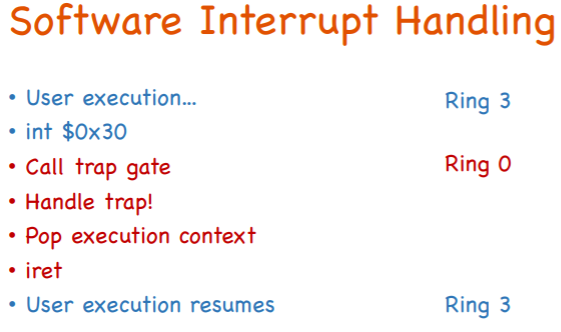 Software Interrupt Handling
• User execution... Ring 3
• int $0x30
• Call trap gate Ring 0
• Handle trap!
• Pop execution context
• iret
• User execution resumes Ring 3